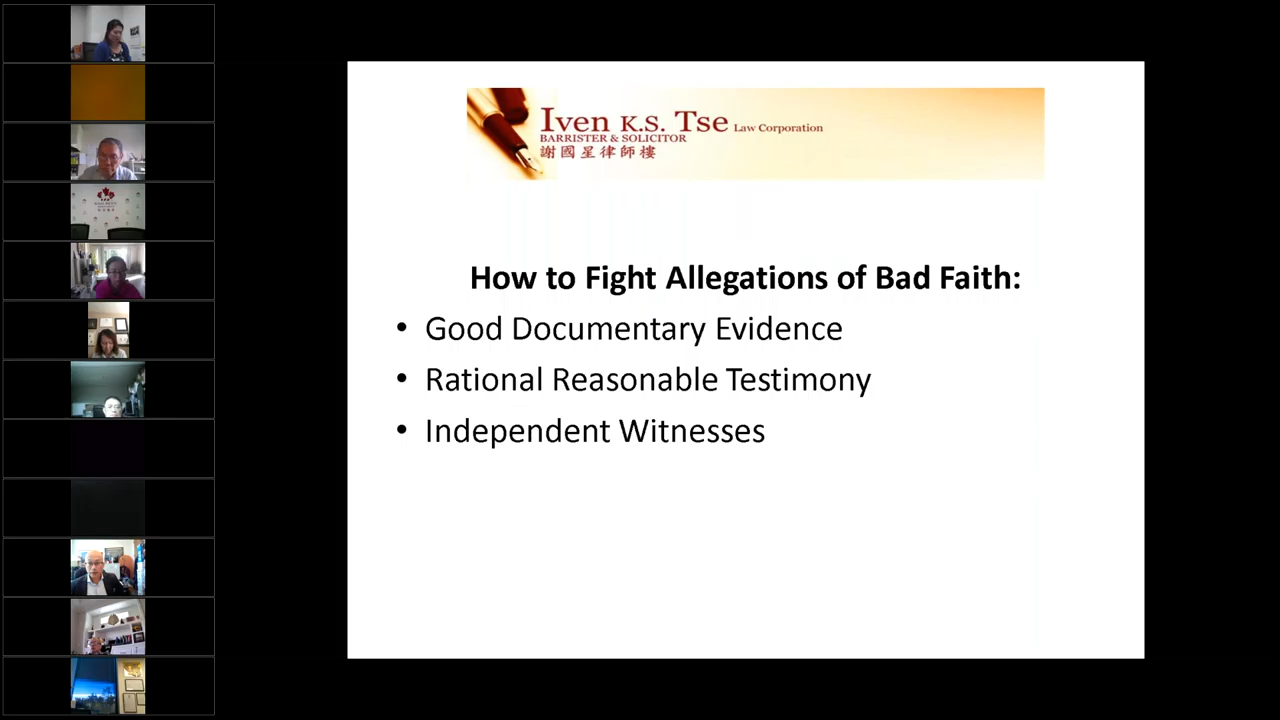 Iven K.S. Tse Law Corporation
BARRISTER & SOLICITOR
謝國星律師樓
How to Fight Allegations of Bad Faith:
• Good Documentary Evidence
• Rational Reasonable Testimony
• Independent Witnesses